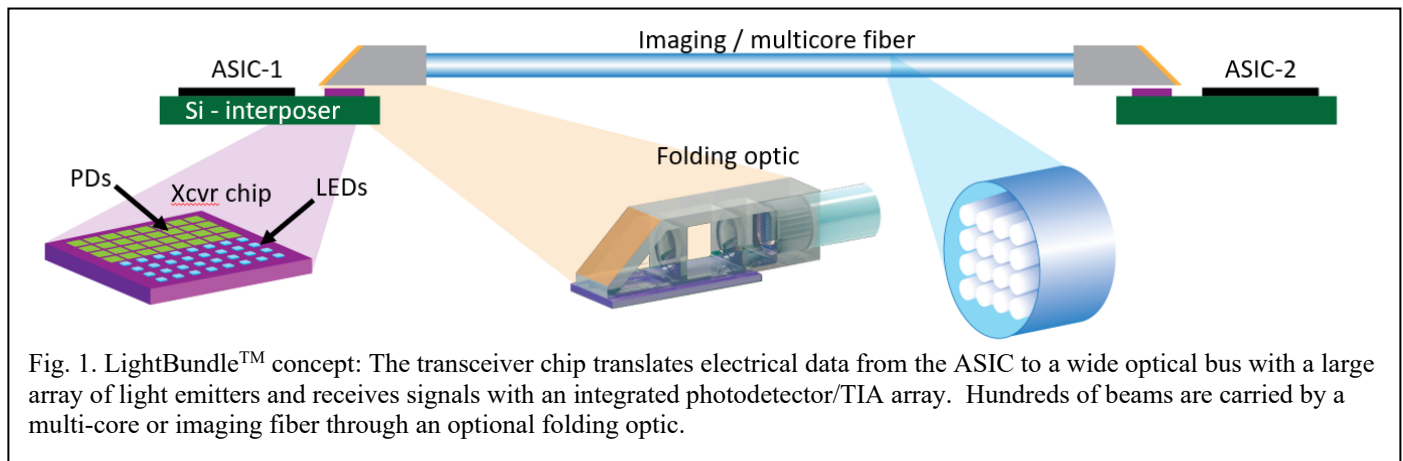 Imaging / multicore fiber
ASIC-1
ASIC-2
Si - interposer
Folding optic
PDs
Xcvr chip
LEDs
Fig. 1. LightBundle™ concept: The transceiver chip translates electrical data from the ASIC to a wide optical bus with a large
array of light emitters and receives signals with an integrated photodetector/TIA array.  Hundreds of beams are carried by a
multi-core or imaging fiber through an optional folding optic.